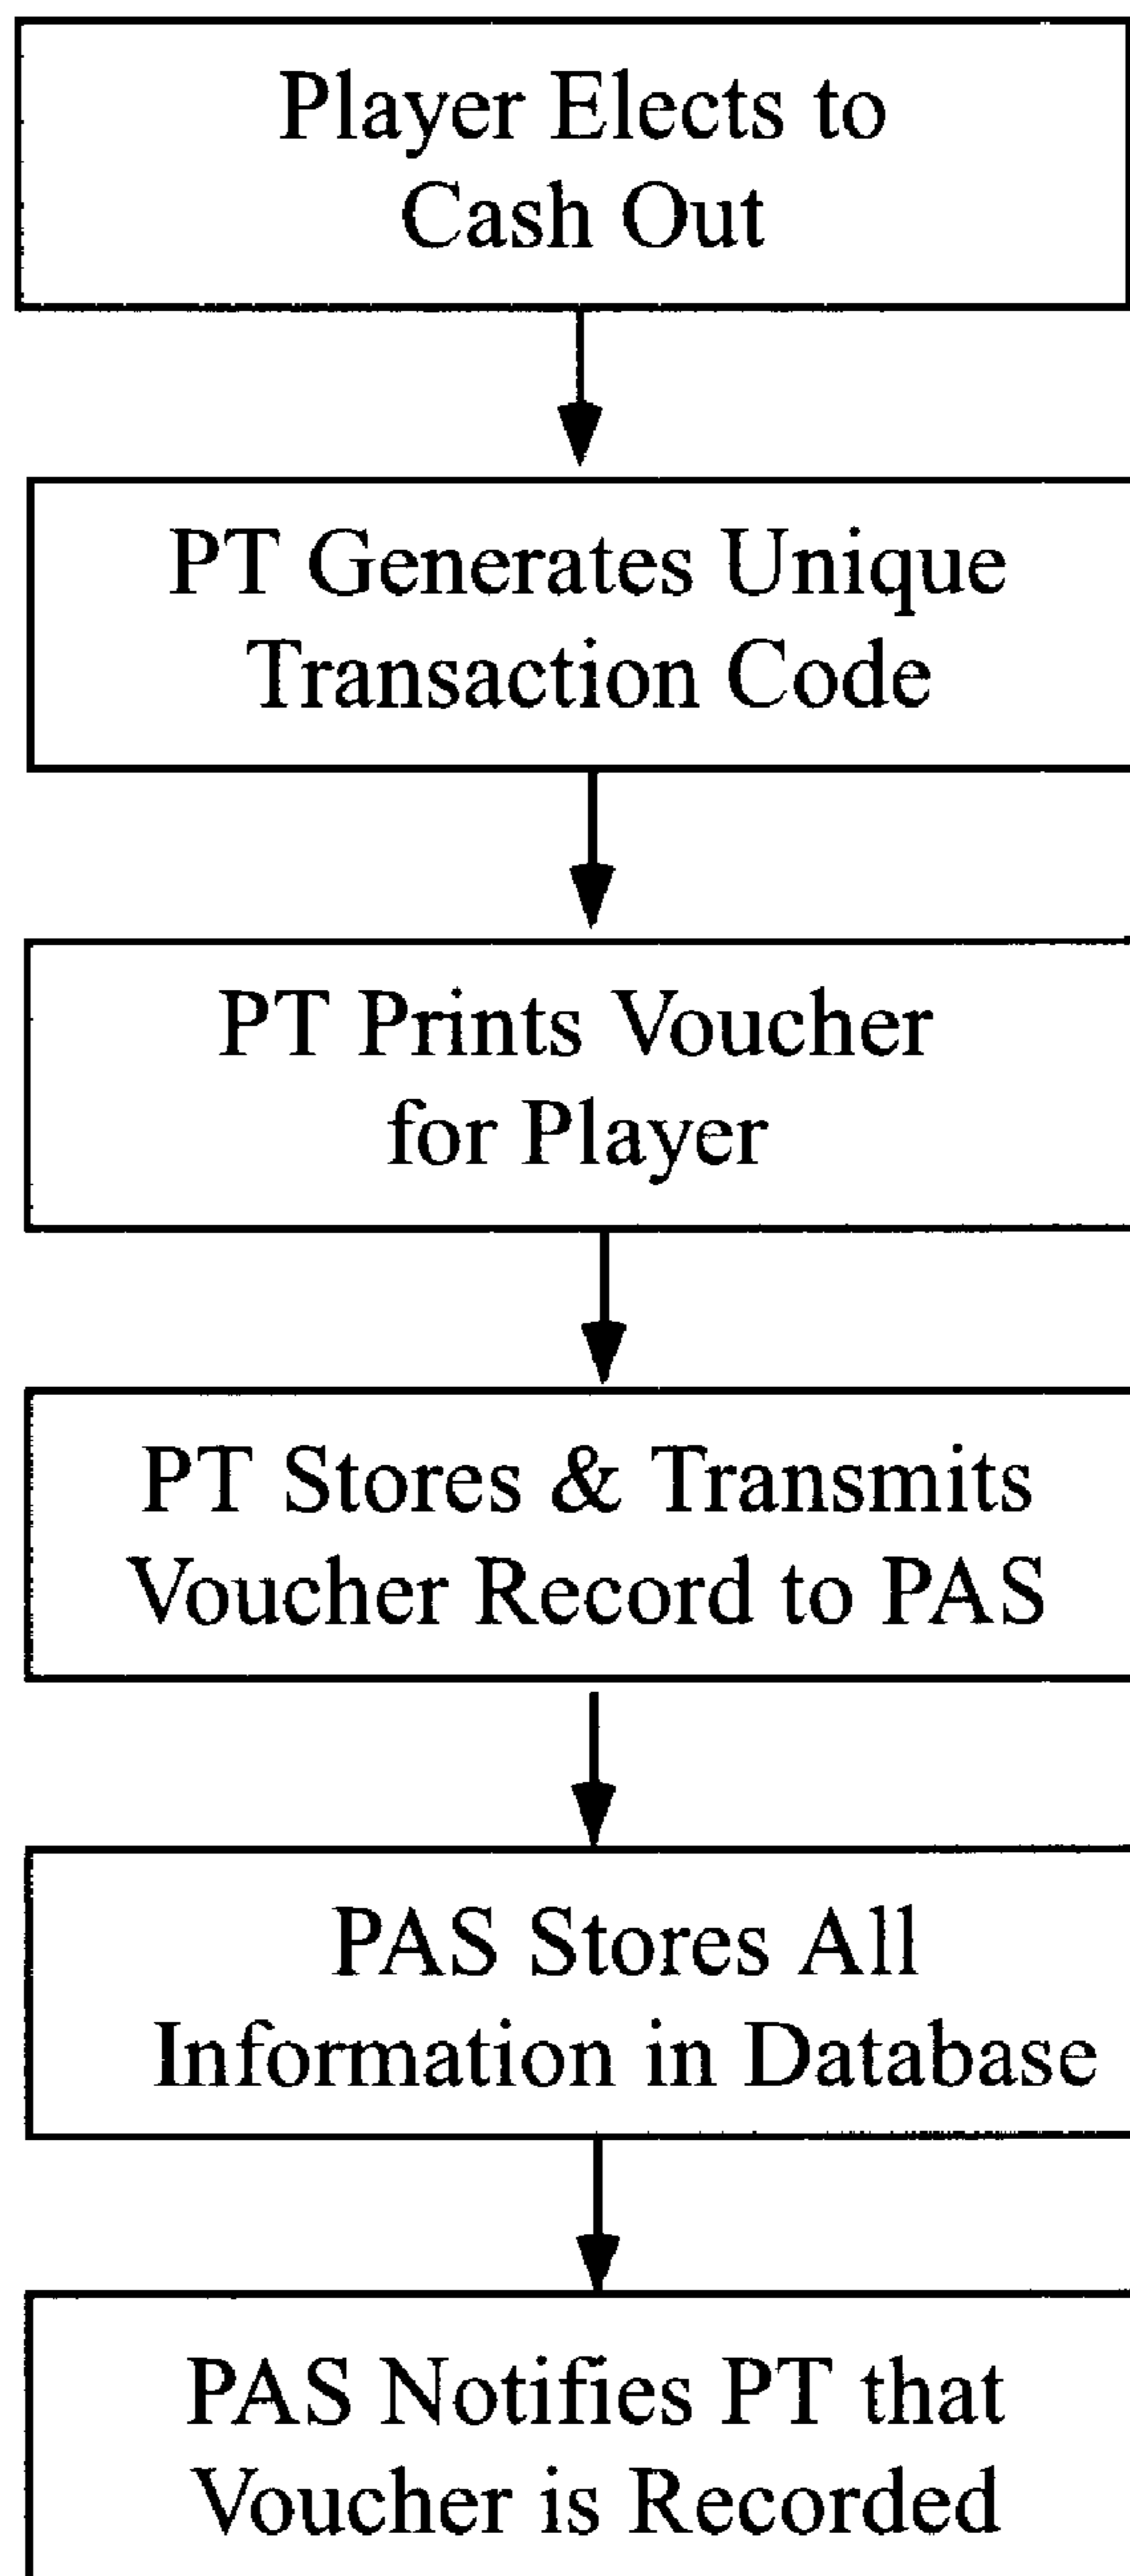 Player Elects to
Cash Out
PT Generates Unique
Transaction Code
PT Prints Voucher
for Player
PT Stores & Transmits
Voucher Record to PAS
PAS Stores All
Information in Database
PAS Notifies PT that
Voucher is Recorded